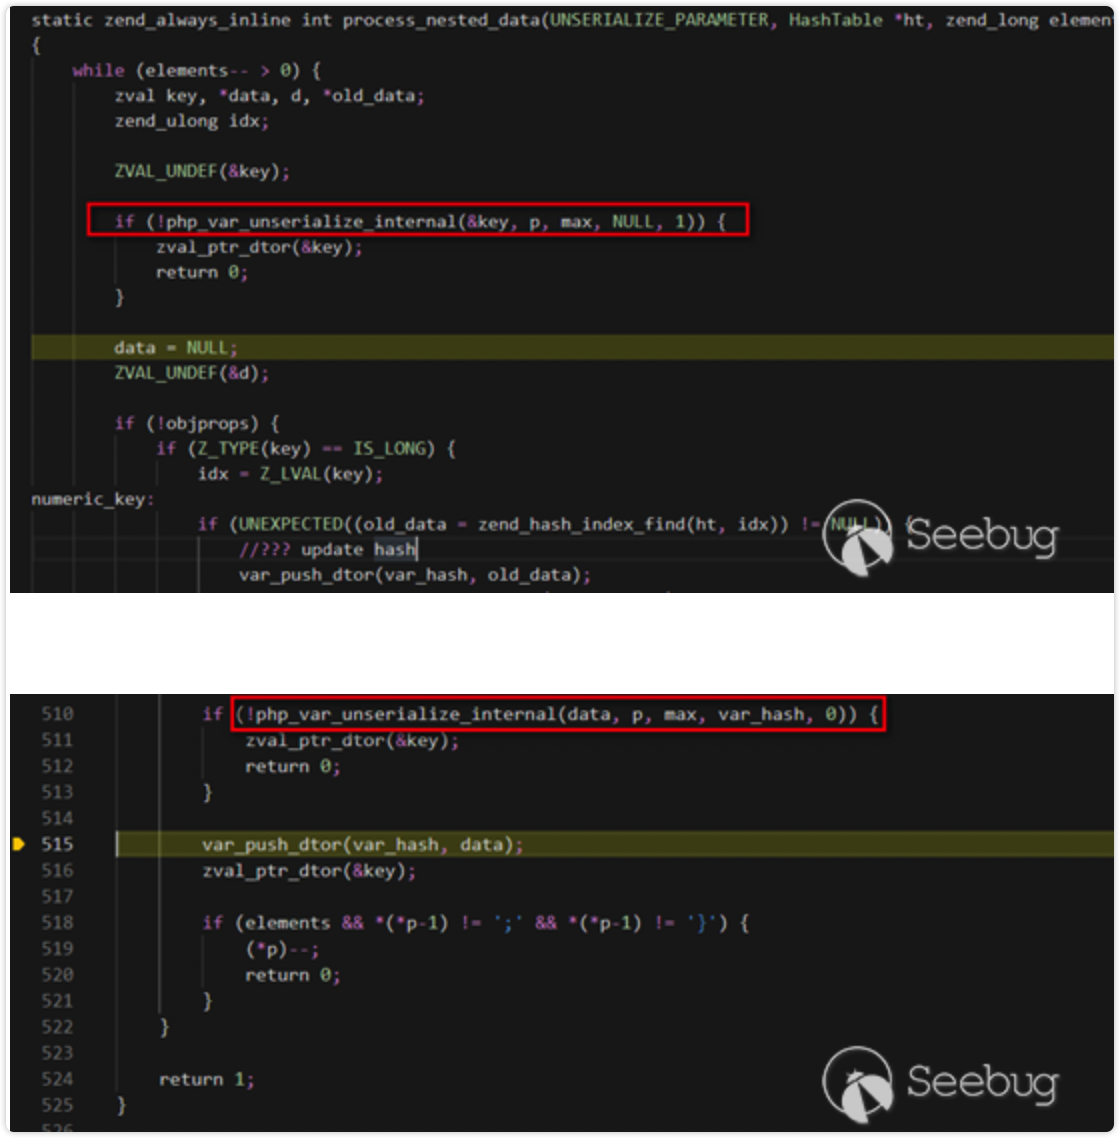 static zend_always_inline int process_nested_data(UNSERIALIZE_PARAMETER, HashTable *ht, zend_long elemen
{
while (elements-- > 0) {
zval key, *data, d, *old_data;
zend_ulong idx;
ZVAL_UNDEF(&key);
if (!php_var_unserialize_internal(&key, p, max, NULL, 1)) {
zval_ptr_dtor(&key);
return 0;
}
data = NULL;
ZVAL_UNDEF(&d);
if (!objprops) {
if (Z_TYPE(key) == IS_LONG) {
idx = Z_LVAL(key);
numeric_key:
if (UNEXPECTED((old_data = zend_hash_index_find(ht, idx)) != NULL)) {
Seebug
//??? update hash
var_push_dtor(var_hash, old_data);
510 if (!php_var_unserialize_internal(data, p, max, var_hash, 0)) {
511 zval_ptr_dtor(&key);
512 return 0;
513 }
514
515 var_push_dtor(var_hash, data);
516 zval_ptr_dtor(&key);
517
518 if (elements && *(*p-1) != ';' && *(*p-1) != '}') {
519 (*p)--;
520 return 0;
521 }
522 }
523
524 return 1;
525 }
526
Seebug